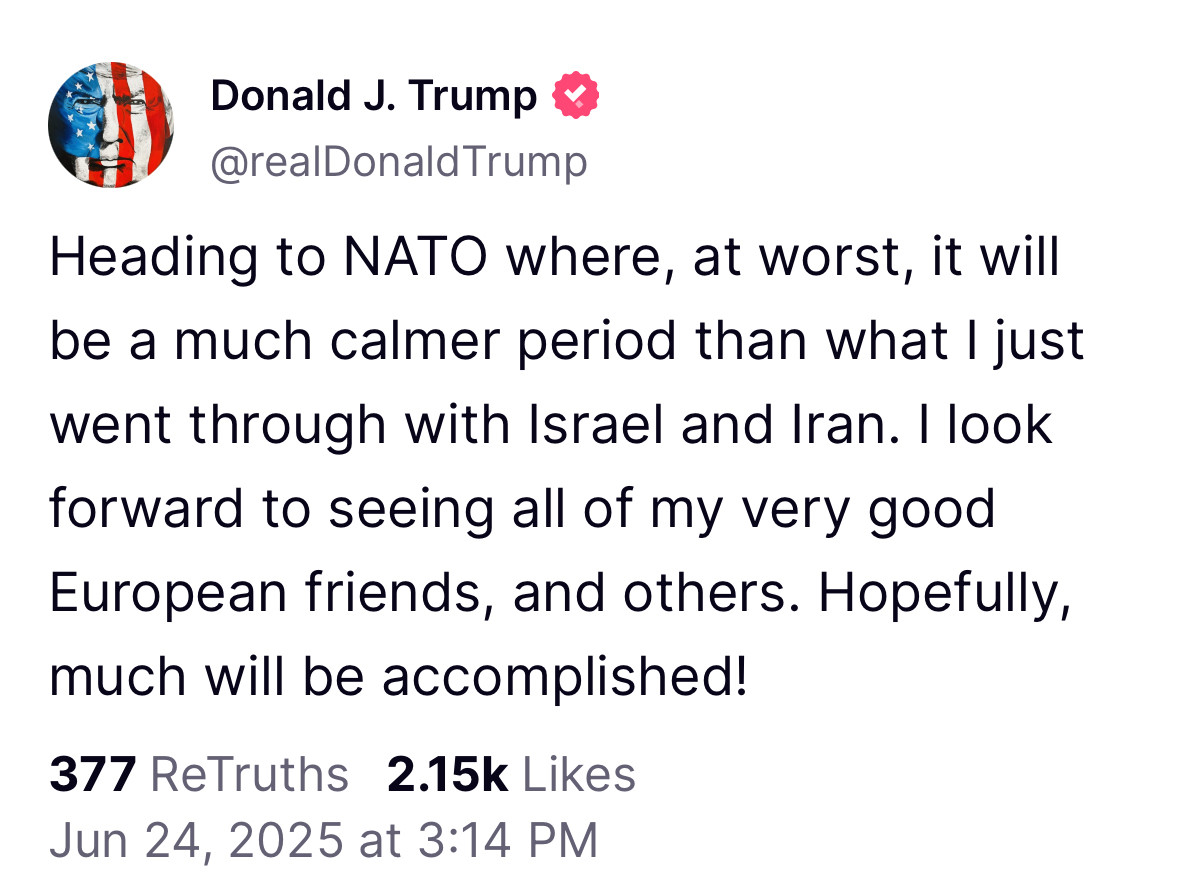 Donald J. Trump
@realDonaldTrump
Heading to NATO where, at worst, it will
be a much calmer period than what I just
went through with Israel and Iran. I look
forward to seeing all of my very good
European friends, and others. Hopefully,
much will be accomplished!
377 ReTruths 2.15k Likes
Jun 24, 2025 at 3:14 PM